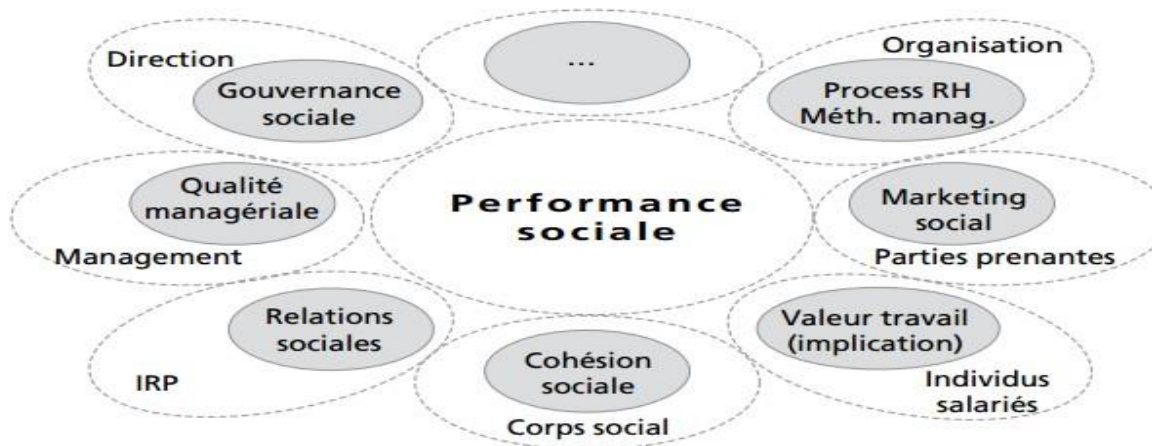 Direction
Gouvernance
sociale
...
Organisation
Process RH
Méth. manag.
Qualité
managériale
Management
Performance
sociale
Marketing
social
Parties prenantes
Relations
sociales
IRP
Cohésion
sociale
Corps social
Valeur travail
(implication)
Individus
salariés